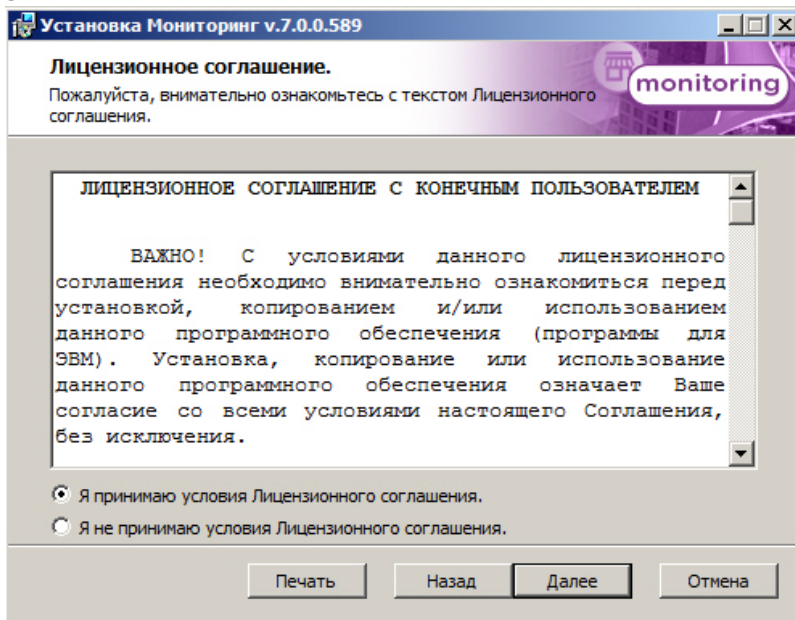 Установка Мониторинг v.7.0.0.589
Лицензионное соглашение.
Пожалуйста, внимательно ознакомьтесь с текстом Лицензионного
соглашения.
monitoring
ЛИЦЕНЗИОННОЕ СОГЛАШЕНИЕ С КОНЕЧНЫМ ПОЛЬЗОВАТЕЛЕМ
ВАЖНО! С условиями данного лицензионного
соглашения необходимо внимательно ознакомиться перед
установкой, копированием и/или использованием
данного программного обеспечения (программы для
ЭВМ). Установка, копирование или использование
данного программного обеспечения означает Ваше
согласие со всеми условиями настоящего Соглашения,
без исключения.
Я принимаю условия Лицензионного соглашения.
Я не принимаю условия Лицензионного соглашения.
Печать Назад Далее Отмена